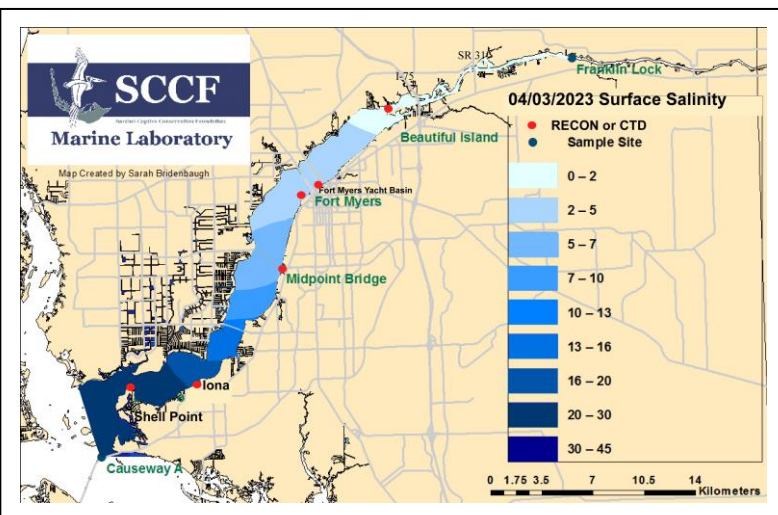 SCCF
Marine Laboratory
Map Created by Sarah Bridenbaugh
SR 31
I-75
Franklin Lock
04/03/2023 Surface Salinity
RECON or CTD
Sample Site
Beautiful Island
Fort Myers Yacht Basin
Fort Myers
Midpoint Bridge
Iona
Shell Point
Causeway A
0 – 2
2 – 5
5 – 7
7 – 10
10 – 13
13 – 16
16 – 20
20 – 30
30 – 45
0 1.75 3.5 7 10.5 14
Kilometers